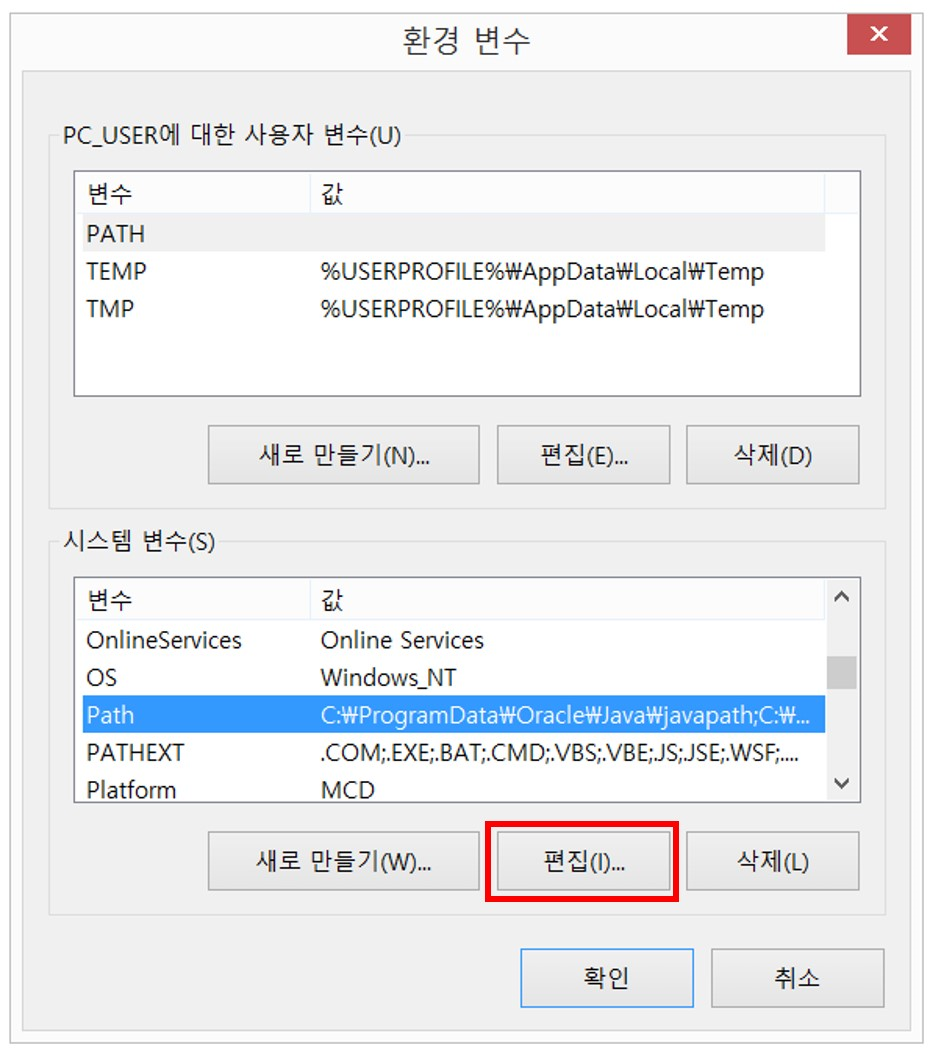 환경 변수
PC_USER에 대한 사용자 변수(U)
변수 값
PATH
TEMP %USERPROFILE%₩AppData₩Local₩Temp
TMP %USERPROFILE%₩AppData₩Local₩Temp
새로 만들기(N)... 편집(E)... 삭제(D)
시스템 변수(S)
변수 값
OnlineServices Online Services
OS Windows_NT
Path C:₩ProgramData₩Oracle₩Java₩javapath;C:₩...
PATHEXT .COM;.EXE;.BAT;.CMD;.VBS;.VBE;.JS;.JSE;.WSF;....
Platform MCD
새로 만들기(W)... 편집(I)... 삭제(L)
확인 취소